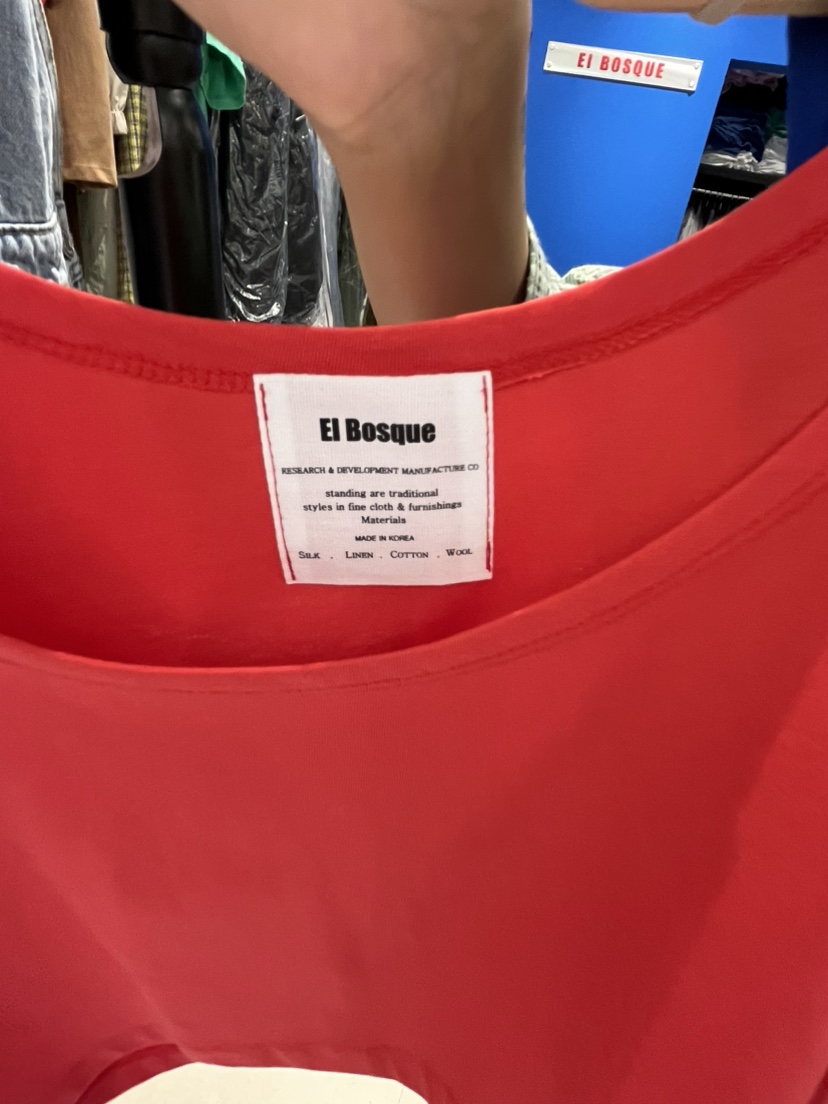 El BOSQUE
El Bosque
RESEARCH & DEVELOPMENT MANUFACTURE CO
standing are traditional
styles in fine cloth & furnishings
Materials
MADE IN KOREA
SILK . LINEN . COTTON . WOOL